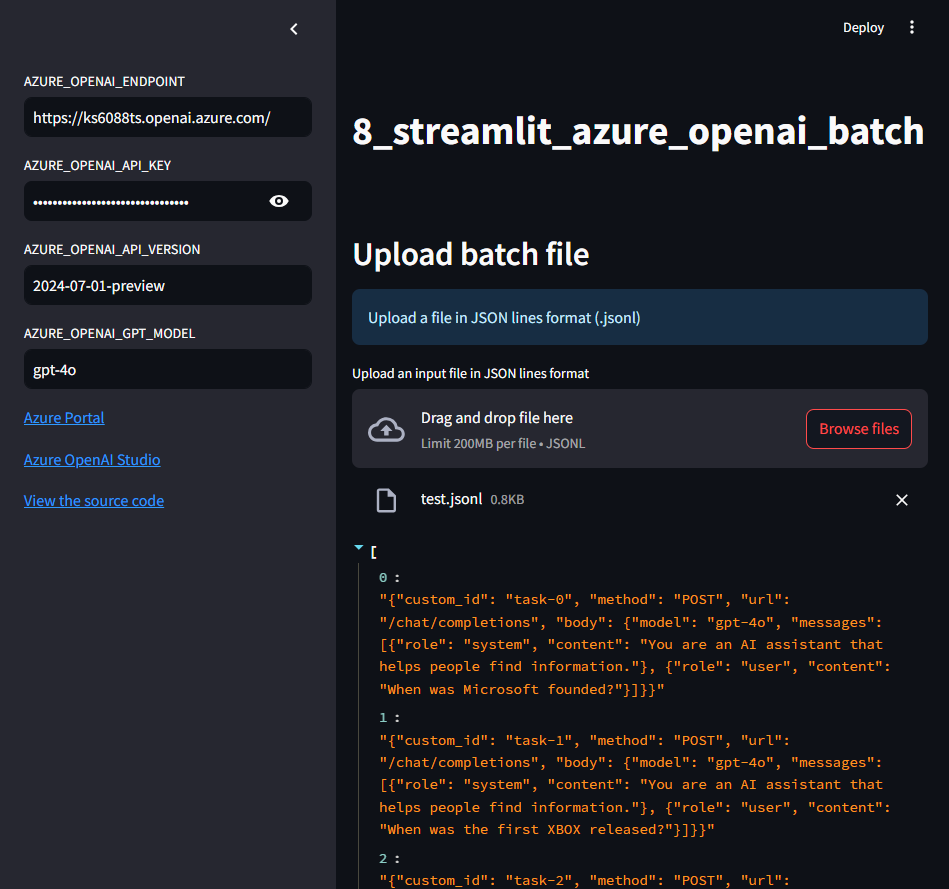 Deploy
AZURE_OPENAI_ENDPOINT
https://ks6088ts.openai.azure.com/
AZURE_OPENAI_API_KEY
••••••••••••••••••••••••••••••••
AZURE_OPENAI_API_VERSION
2024-07-01-preview
AZURE_OPENAI_GPT_MODEL
gpt-4o
Azure Portal
Azure OpenAI Studio
View the source code
8_streamlit_azure_openai_batch
Upload batch file
Upload a file in JSON lines format (.jsonl)
Upload an input file in JSON lines format
Drag and drop file here
Limit 200MB per file • JSONL
Browse files
test.jsonl 0.8KB
[
0 :
"{"custom_id": "task-0", "method": "POST", "url":
"/chat/completions", "body": {"model": "gpt-4o", "messages":
[{"role": "system", "content": "You are an AI assistant that
helps people find information."}, {"role": "user", "content":
"When was Microsoft founded?"}]}}"
1 :
"{"custom_id": "task-1", "method": "POST", "url":
"/chat/completions", "body": {"model": "gpt-4o", "messages":
[{"role": "system", "content": "You are an AI assistant that
helps people find information."}, {"role": "user", "content":
"When was the first XBOX released?"}]}}"
2 :
"{"custom_id": "task-2", "method": "POST", "url":